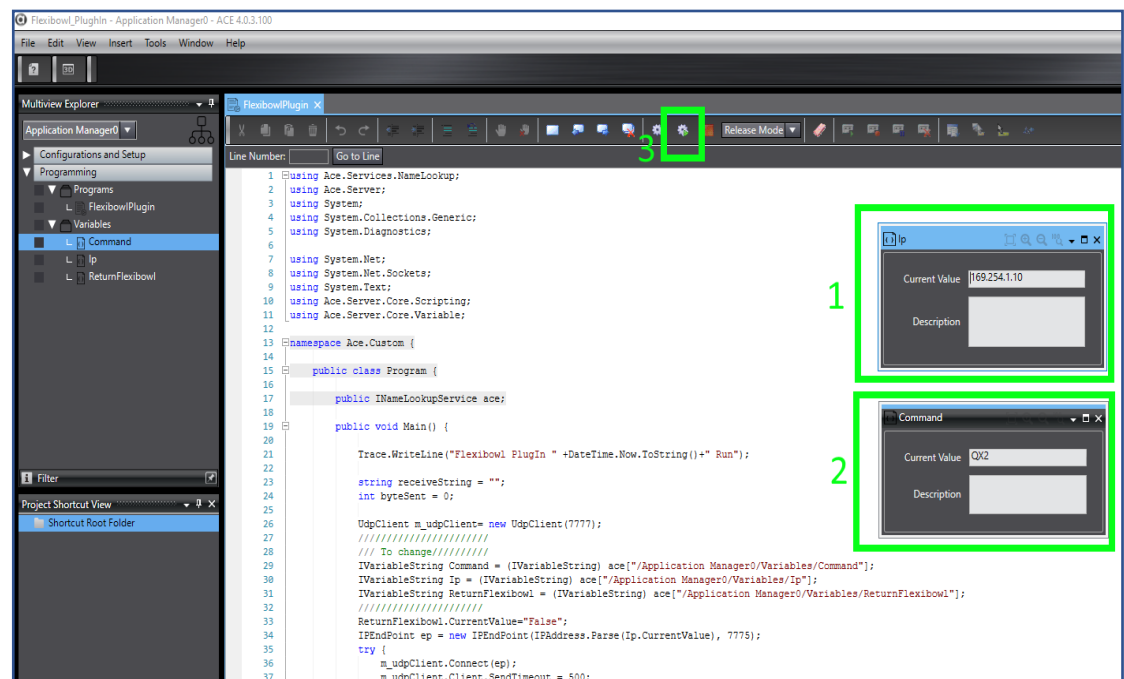 Flexibowl_PlughIn - Application Manager0 - ACE 4.0.3.100
File Edit View Insert Tools Window Help
3D
Multiview Explorer
Application Manager0
Configurations and Setup
Programming
Programs
FlexibowlPlugin
Variables
Command
Ip
ReturnFlexibowl
Filter
Project Shortcut View
Shortcut Root Folder
FlexibowlPlugin
Release Mode
3
Line Number: Go to Line
1 using Ace.Services.NameLookup;
2 using Ace.Server;
3 using System;
4 using System.Collections.Generic;
5 using System.Diagnostics;
6
7 using System.Net;
8 using System.Net.Sockets;
9 using System.Text;
10 using Ace.Server.Core.Scripting;
11 using Ace.Server.Core.Variable;
12
13 namespace Ace.Custom {
14
15 public class Program {
16
17 public INameLookupService ace;
18
19 public void Main() {
20
21 Trace.WriteLine("Flexibowl PlugIn " +DateTime.Now.ToString()+" Run");
22
23 string receiveString = "";
24 int byteSent = 0;
25
26 UdpClient m_udpClient= new UdpClient(7777);
27 ///////////////////////
28 /// To change//////////
29 IVariableString Command = (IVariableString) ace["/Application Manager0/Variables/Command"];
30 IVariableString Ip = (IVariableString) ace["/Application Manager0/Variables/Ip"];
31 IVariableString ReturnFlexibowl = (IVariableString) ace["/Application Manager0/Variables/ReturnFlexibowl"];
32 //////////////////////
33 ReturnFlexibowl.CurrentValue="False";
34 IPEndPoint ep = new IPEndPoint(IPAddress.Parse(Ip.CurrentValue), 7775);
35 try {
36 m_udpClient.Connect(ep);
37 m_udpClient.Client.SendTimeout = 500;
1
Ip
Current Value 169.254.1.10
Description
2
Command
Current Value QX2
Description